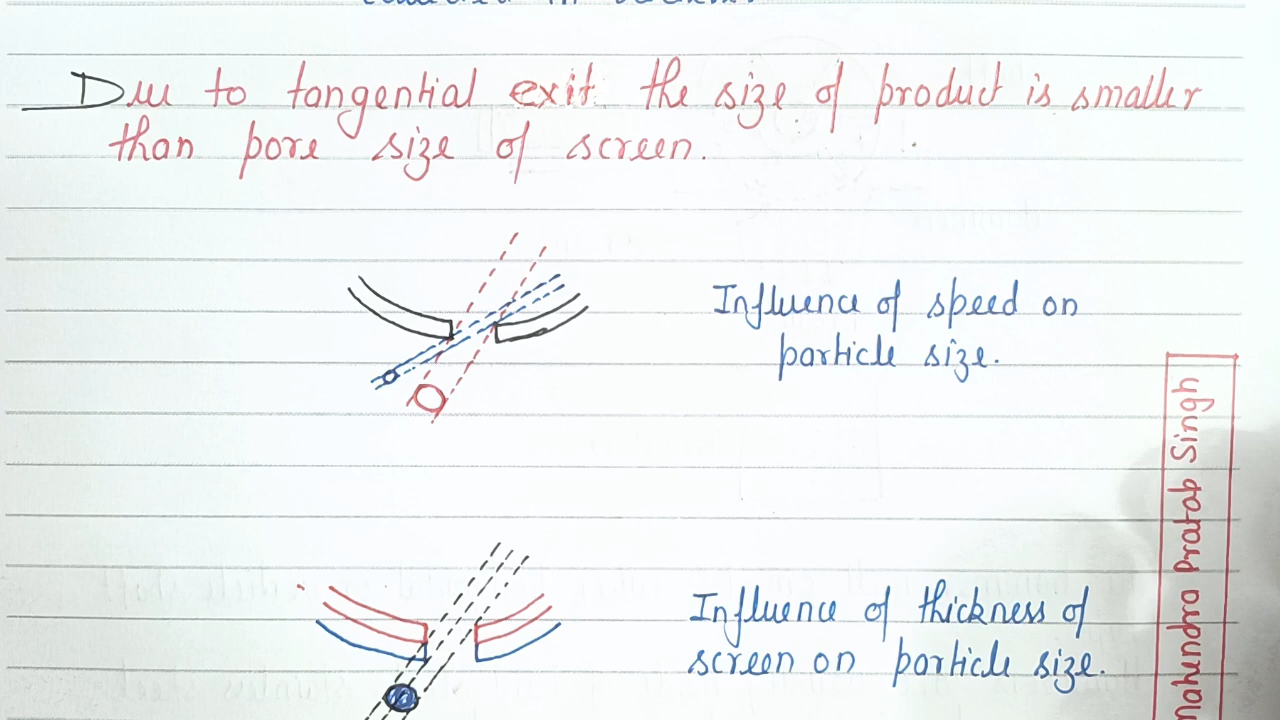 Due to tangential exit the size of product is smaller
than pore size of screen.
Influence of speed on
particle size.
Influence of thickness of
screen on particle size.
Mahendra Pratap Singh